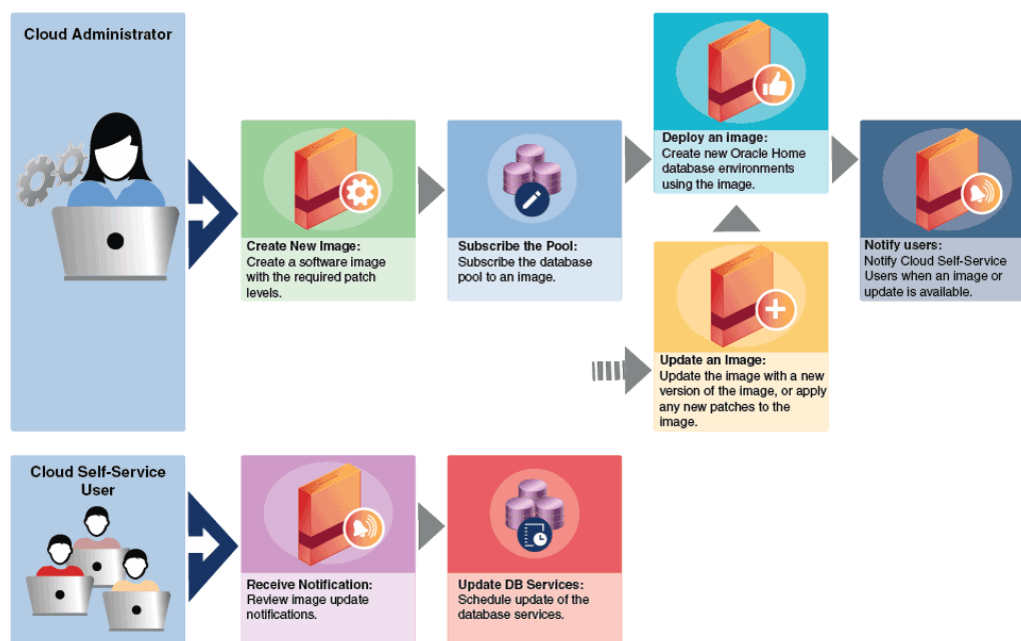 Cloud Administrator
Create New Image:
Create a software image
with the required patch
levels.
Subscribe the Pool:
Subscribe the database
pool to an image.
Deploy an image:
Create new Oracle Home
database environments
using the image.
Update an Image:
Update the image with a new
version of the image, or apply
any new patches to the
image.
Notify users:
Notify Cloud Self-Service
Users when an image or
update is available.
Cloud Self-Service
User
Receive Notification:
Review image update
notifications.
Update DB Services:
Schedule update of the
database services.